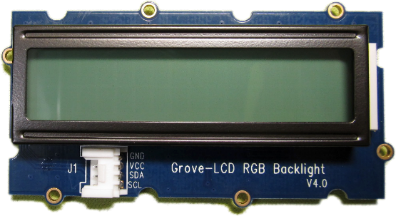 J1
GND
VCC
SDA
SCL
Grove-LCD RGB Backlight
V4.0